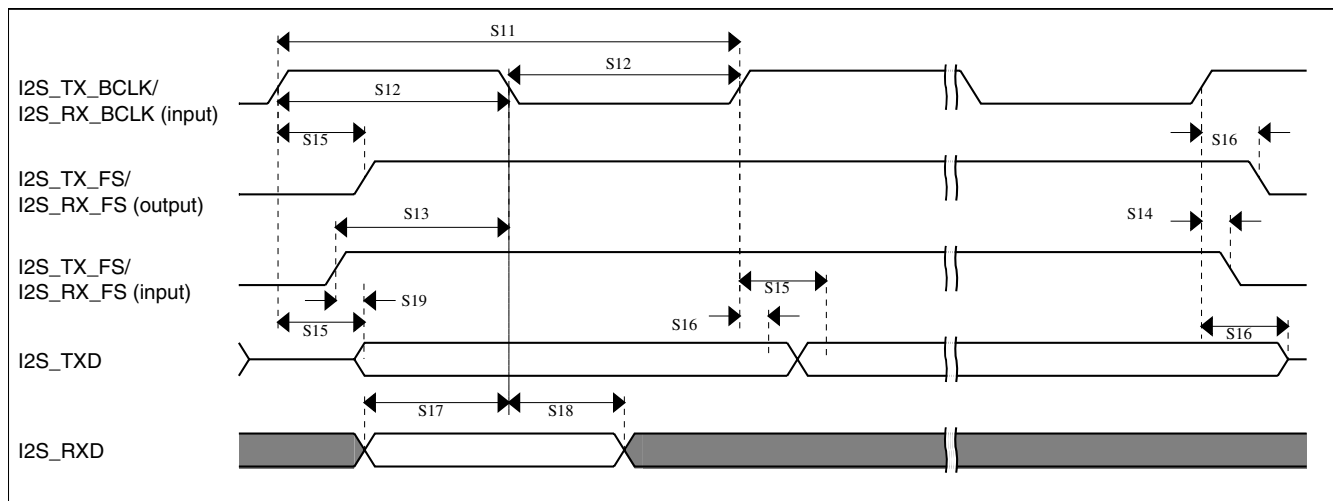 S11
I2S_TX_BCLK/
I2S_RX_BCLK (input)
S12
S12
S15
S16
I2S_TX_FS/
I2S_RX_FS (output)
S13
S14
I2S_TX_FS/
I2S_RX_FS (input)
S19
S15
S15
S16
S16
I2S_TXD
S17
S18
I2S_RXD